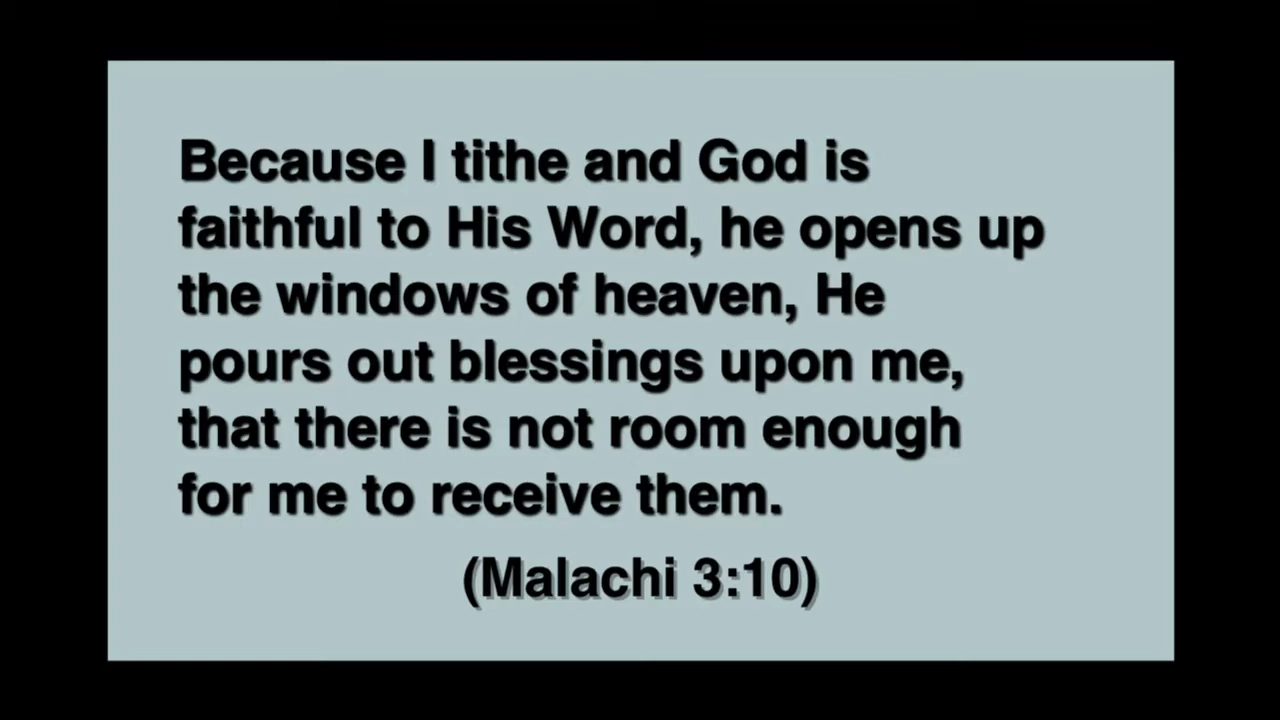 Because I tithe and God is
faithful to His Word, he opens up
the windows of heaven, He
pours out blessings upon me,
that there is not room enough
for me to receive them.
(Malachi 3:10)